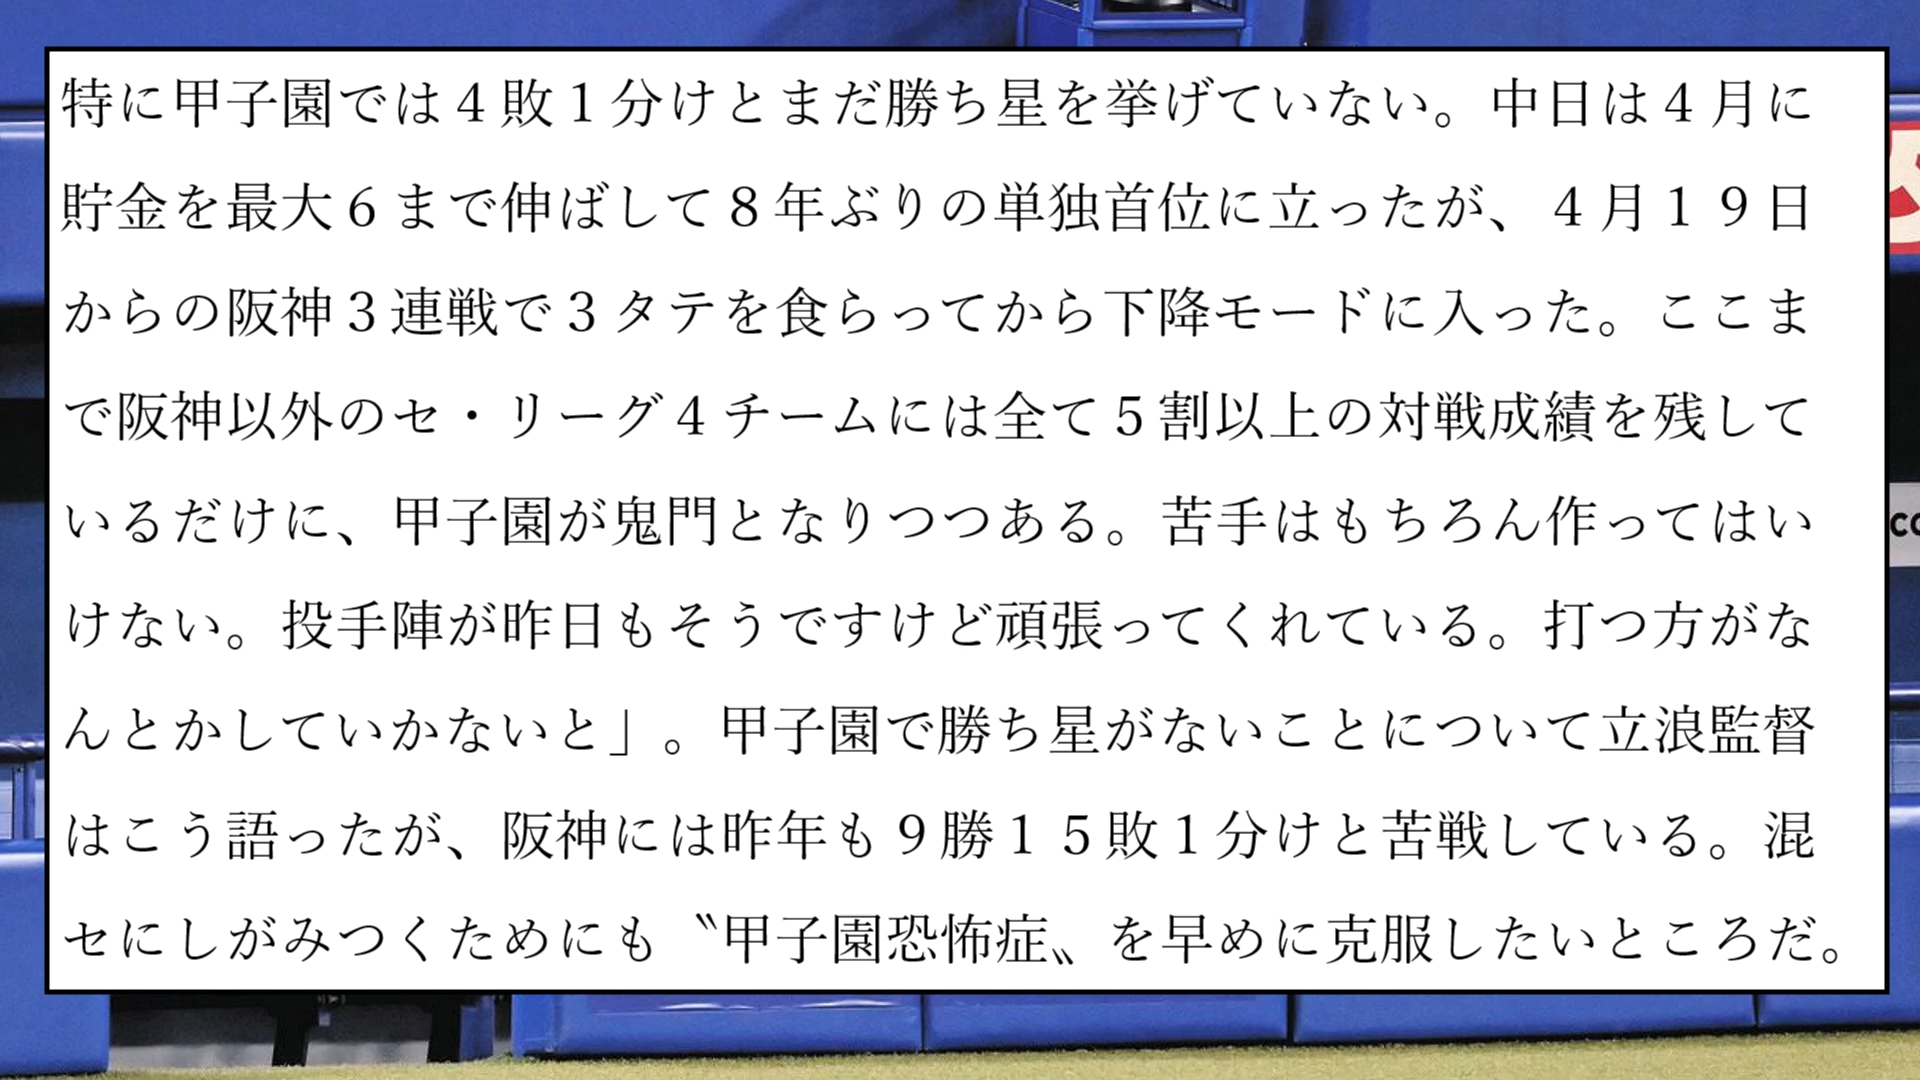 特に甲子園では４敗１分けとまだ勝ち星を挙げていない。中日は４月に
貯金を最大６まで伸ばして８年ぶりの単独首位に立ったが、４月１９日
からの阪神３連戦で３タテを食らってから下降モードに入った。ここま
で阪神以外のセ・リーグ４チームには全て５割以上の対戦成績を残して
いるだけに、甲子園が鬼門となりつつある。苦手はもちろん作ってはい
けない。投手陣が昨日もそうですけど頑張ってくれている。打つ方がな
んとかしていかないと」。甲子園で勝ち星がないことについて立浪監督
はこう語ったが、阪神には昨年も９勝１５敗１分けと苦戦している。混
セにしがみつくためにも〝甲子園恐怖症〟を早めに克服したいところだ。